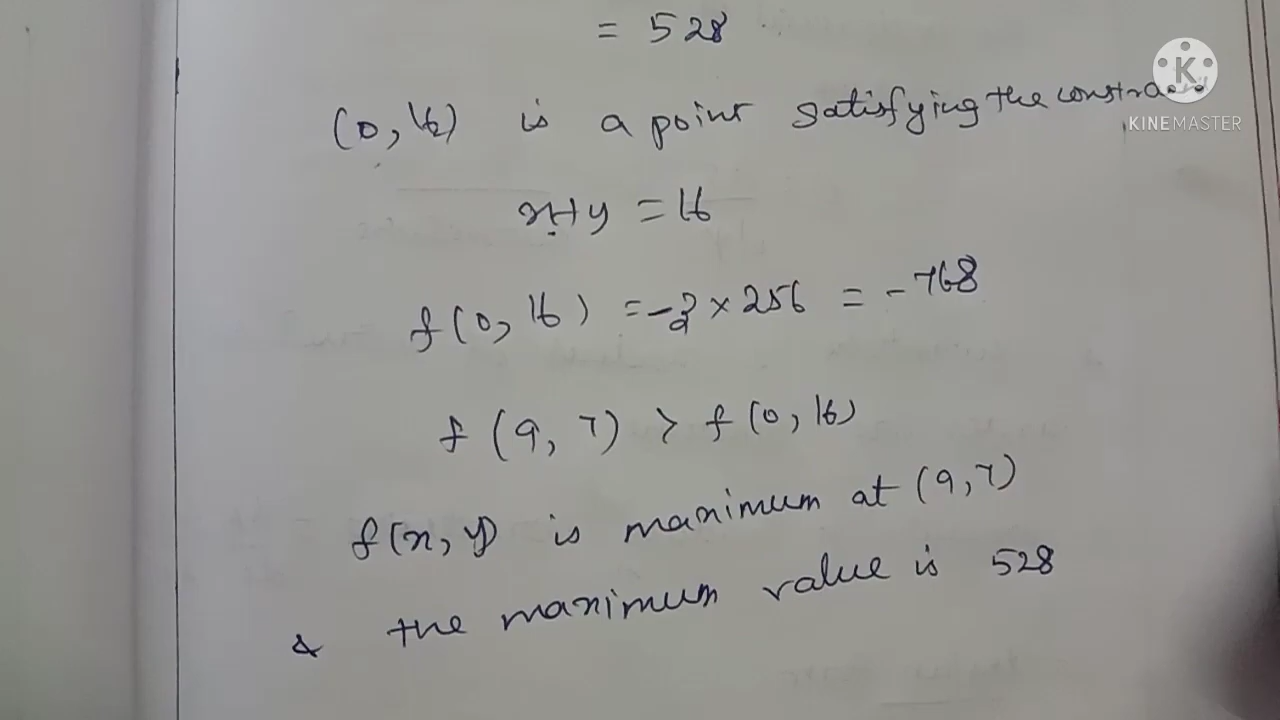 = 528
(0, 16) is a point satisfying the constraint
x+y = 16
f(0, 16) = -3 × 256 = -768
f (9, 7) > f (0, 16)
f(x, y) is maximum at (9, 7)
& the maximum value is 528
K
KINEMASTER